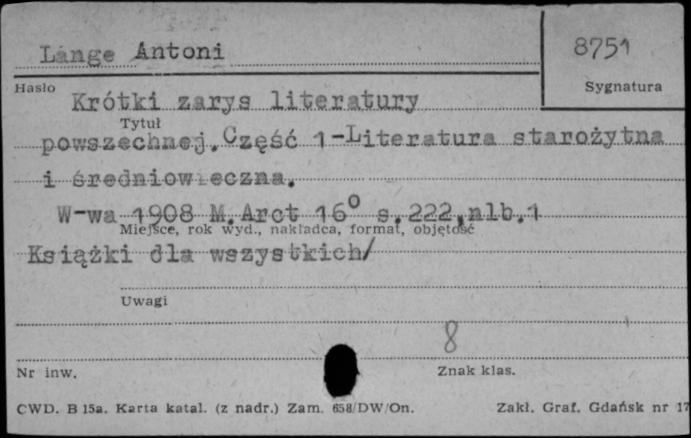 Lange Antoni
8751
Hasło
Sygnatura
Krótki zarys literatury
Tytuł
powszechnej. Część 1-Literatura starożytna
i średniowieczna.
W-wa 1908 M. Arct 16° s. 222, nlb. 1
Miejsce, rok wyd., nakładca, format, objętość
Książki dla wszystkich/
Uwagi
8
Nr inw.
Znak klas.
CWD. B 15a. Karta katal. (z nadr.) Zam. 658/DW/On.
Zakł. Graf. Gdańsk nr 17